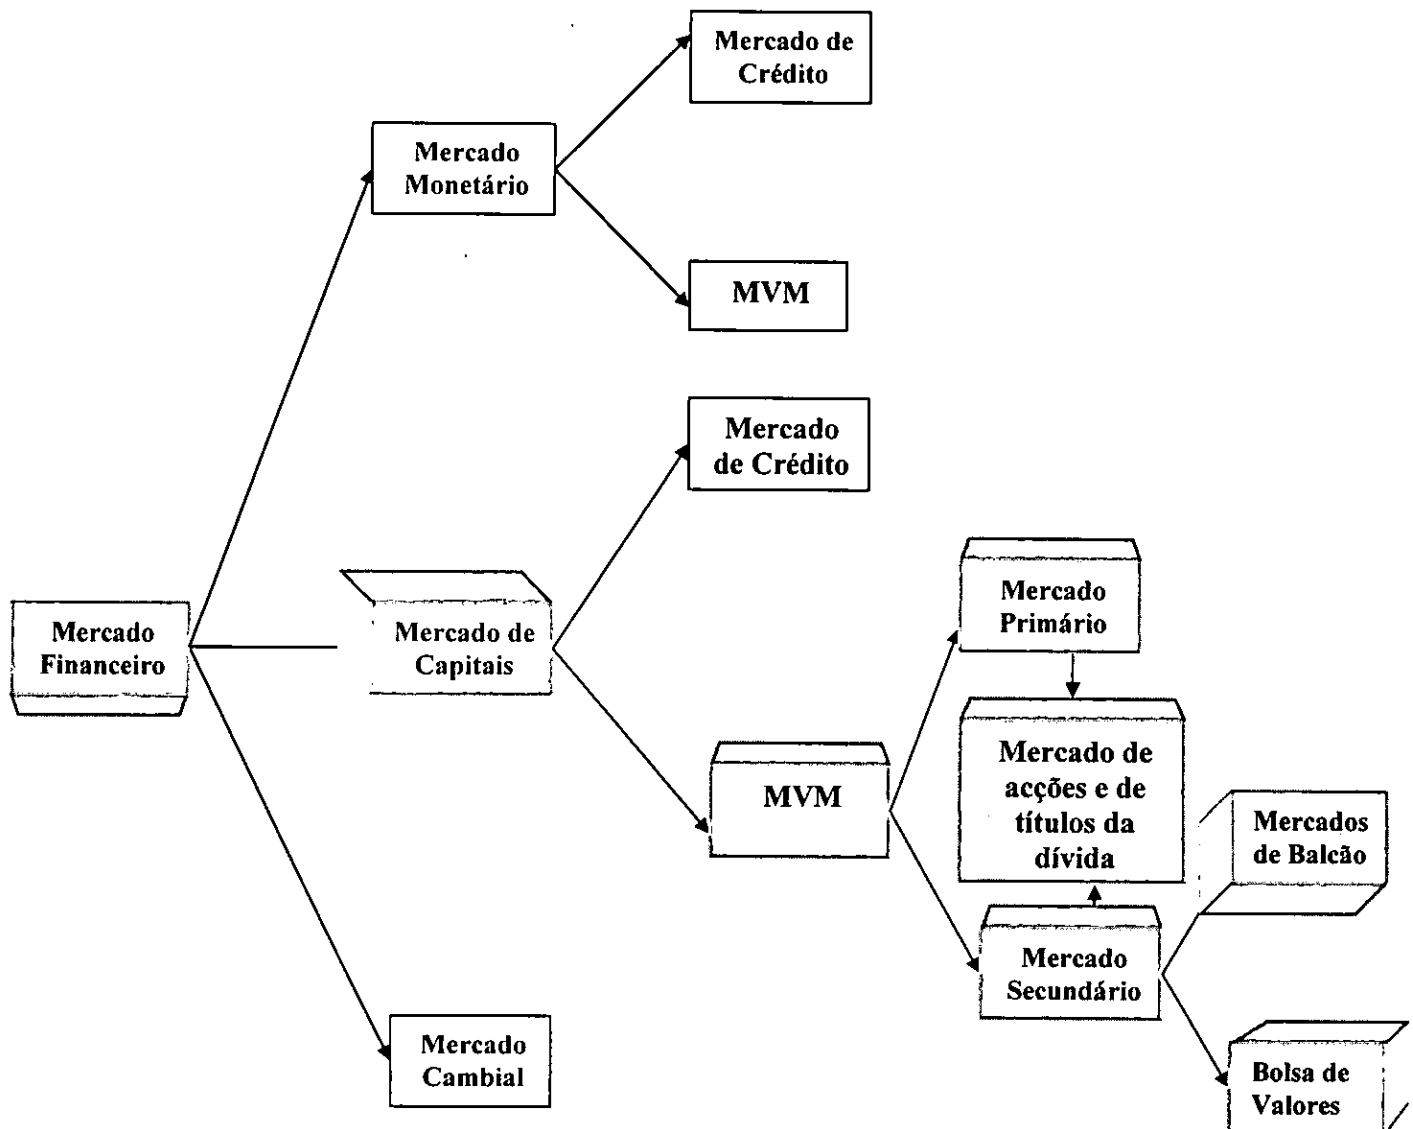 Mercado de
Crédito
Mercado
Monetário
MVM
Mercado
de Crédito
Mercado
Primário
Mercado
Financeiro
Mercado de
Capitais
Mercado de
acções e de
títulos da
dívida
MVM
Mercados
de Balcão
Mercado
Secundário
Mercado
Cambial
Bolsa de
Valores